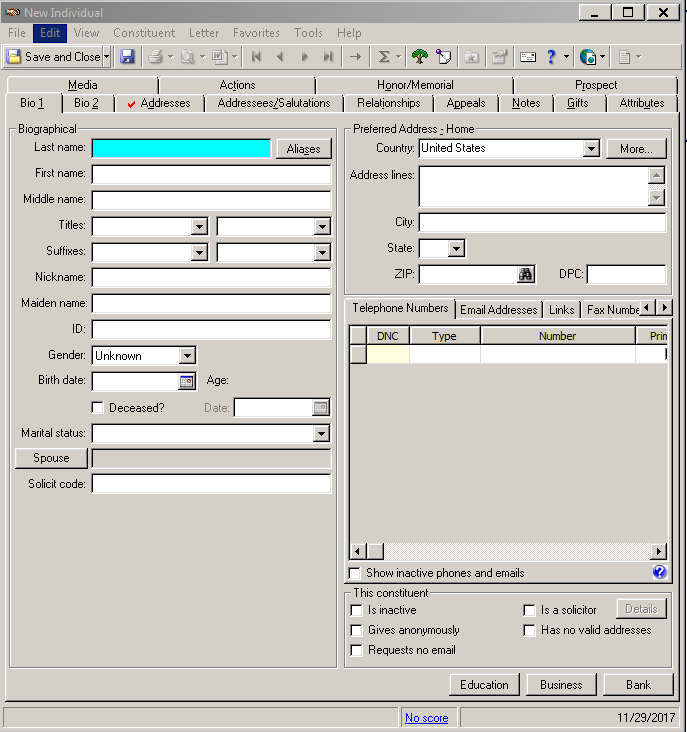 New Individual
File Edit View Constituent Letter Favorites Tools Help
Save and Close
Media Actions Honor/Memorial Prospect
Bio 1 Bio 2 Addresses Addressees/Salutations Relationships Appeals Notes Gifts Attributes
Biographical
Last name: Aliases
First name:
Middle name:
Titles:
Suffixes:
Nickname:
Maiden name:
ID:
Gender: Unknown
Birth date: Age:
Deceased? Date:
Marital status:
Spouse
Solicit code:
Preferred Address - Home
Country: United States More...
Address lines:
City:
State:
ZIP: DPC:
Telephone Numbers Email Addresses Links Fax Numbe
DNC Type Number Prim
Show inactive phones and emails
This constituent
Is inactive Is a solicitor Details
Gives anonymously Has no valid addresses
Requests no email
Education Business Bank
No score 11/29/2017